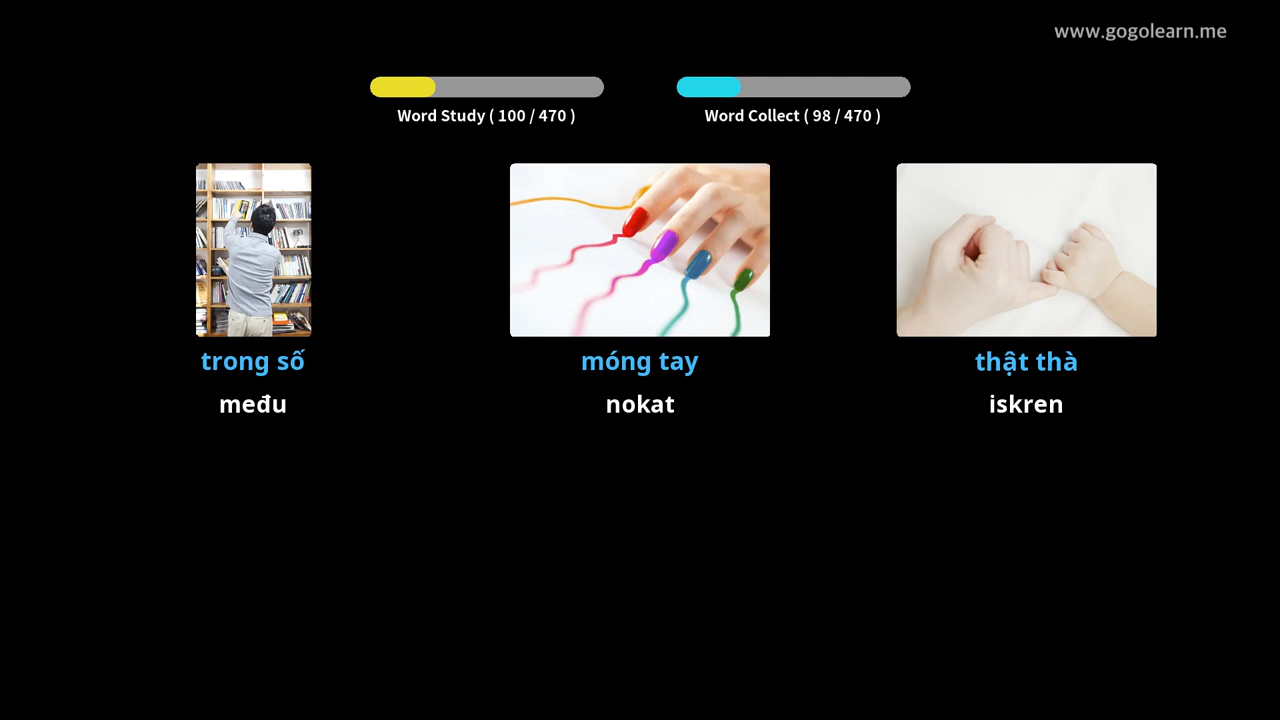 www.gogolearn.me
Word Study ( 100 / 470 )
Word Collect ( 98 / 470 )
trong số
móng tay
thật thà
među
nokat
iskren